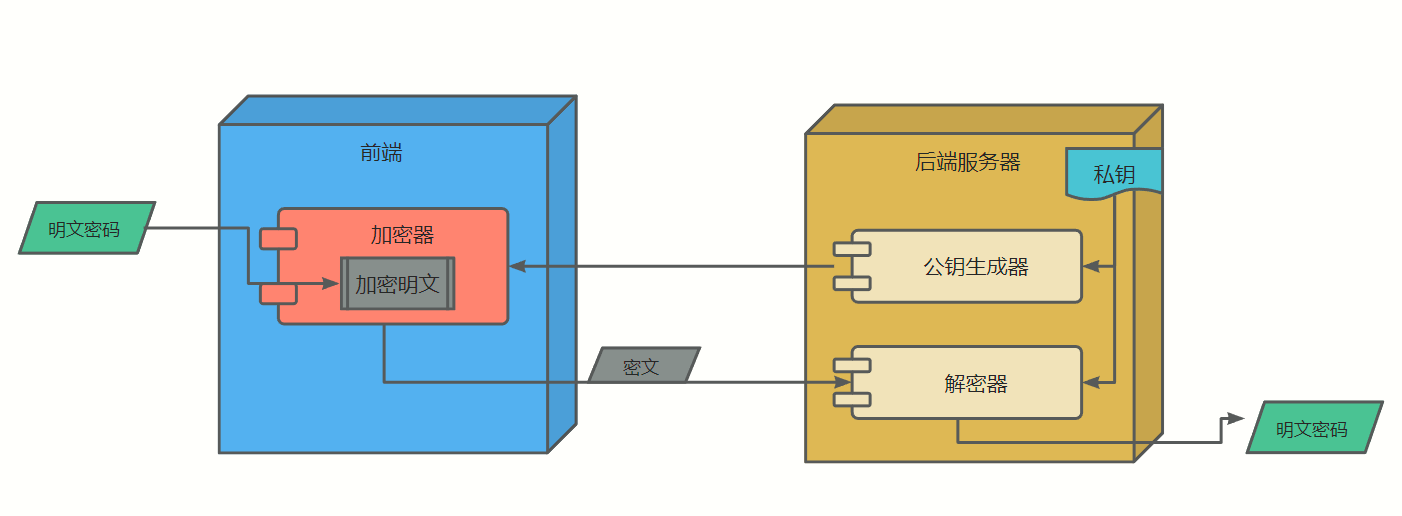 前端
后端服务器
私钥
明文密码
加密器
加密明文
公钥生成器
密文
解密器
明文密码